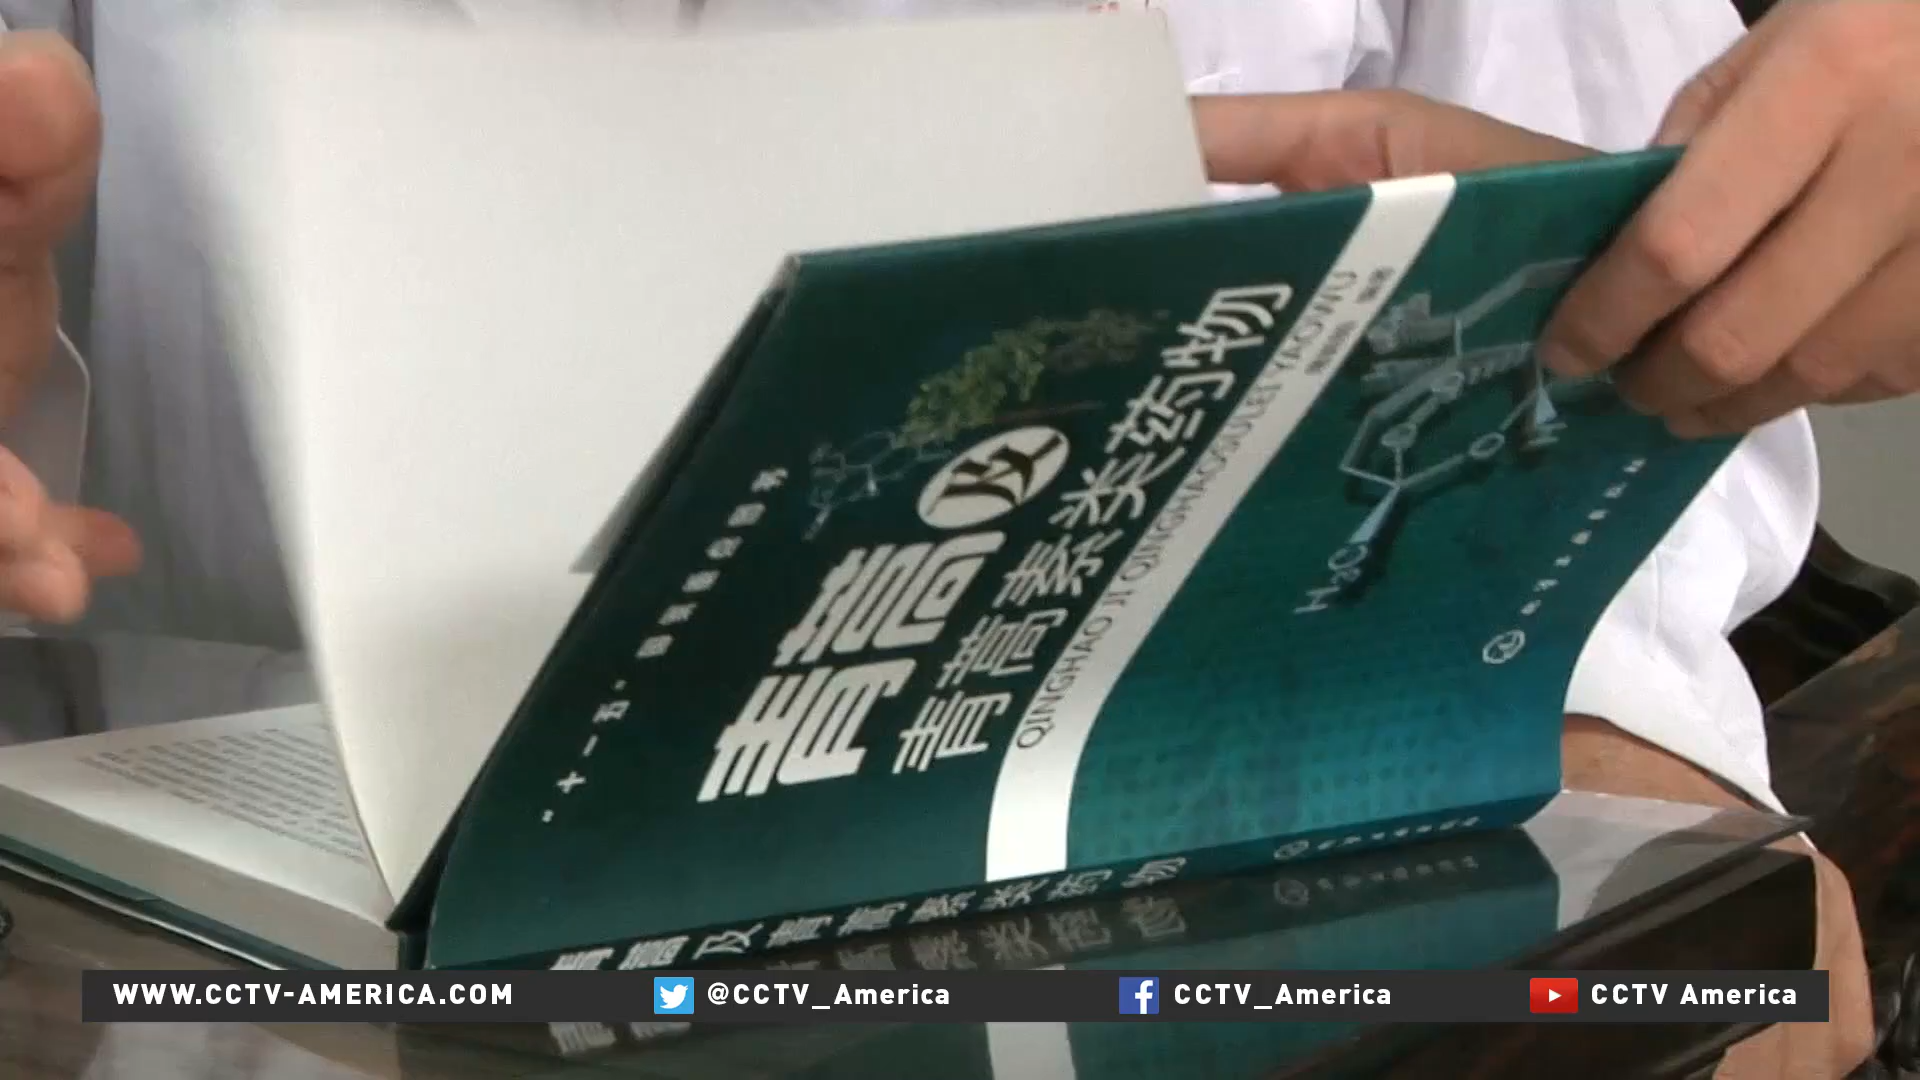 "十一五"国家重点图书
青蒿及
青蒿素类药物
QINGHAO JI QINGHAOSULEI YAOWU
H₃C
H
青蒿及青蒿素类药物
WWW.CCTV-AMERICA.COM
@CCTV_America
CCTV_America
CCTV America